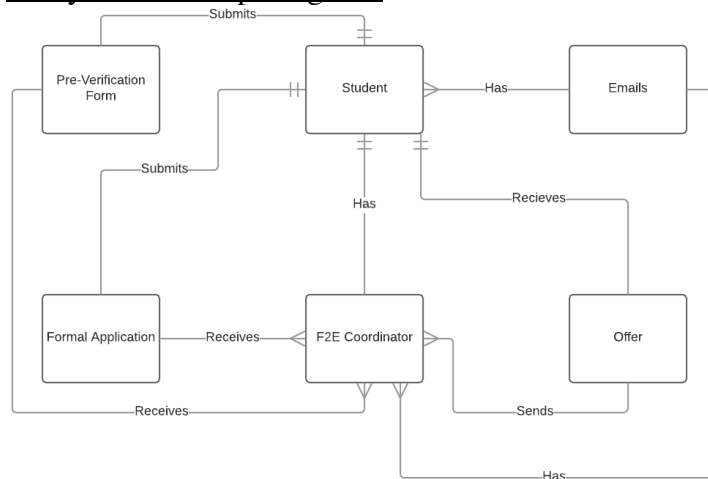 Submits
Pre-Verification
Form
Student
Has
Emails
Submits
Has
Recieves
Formal Application
Receives
F2E Coordinator
Offer
Receives
Sends
Has